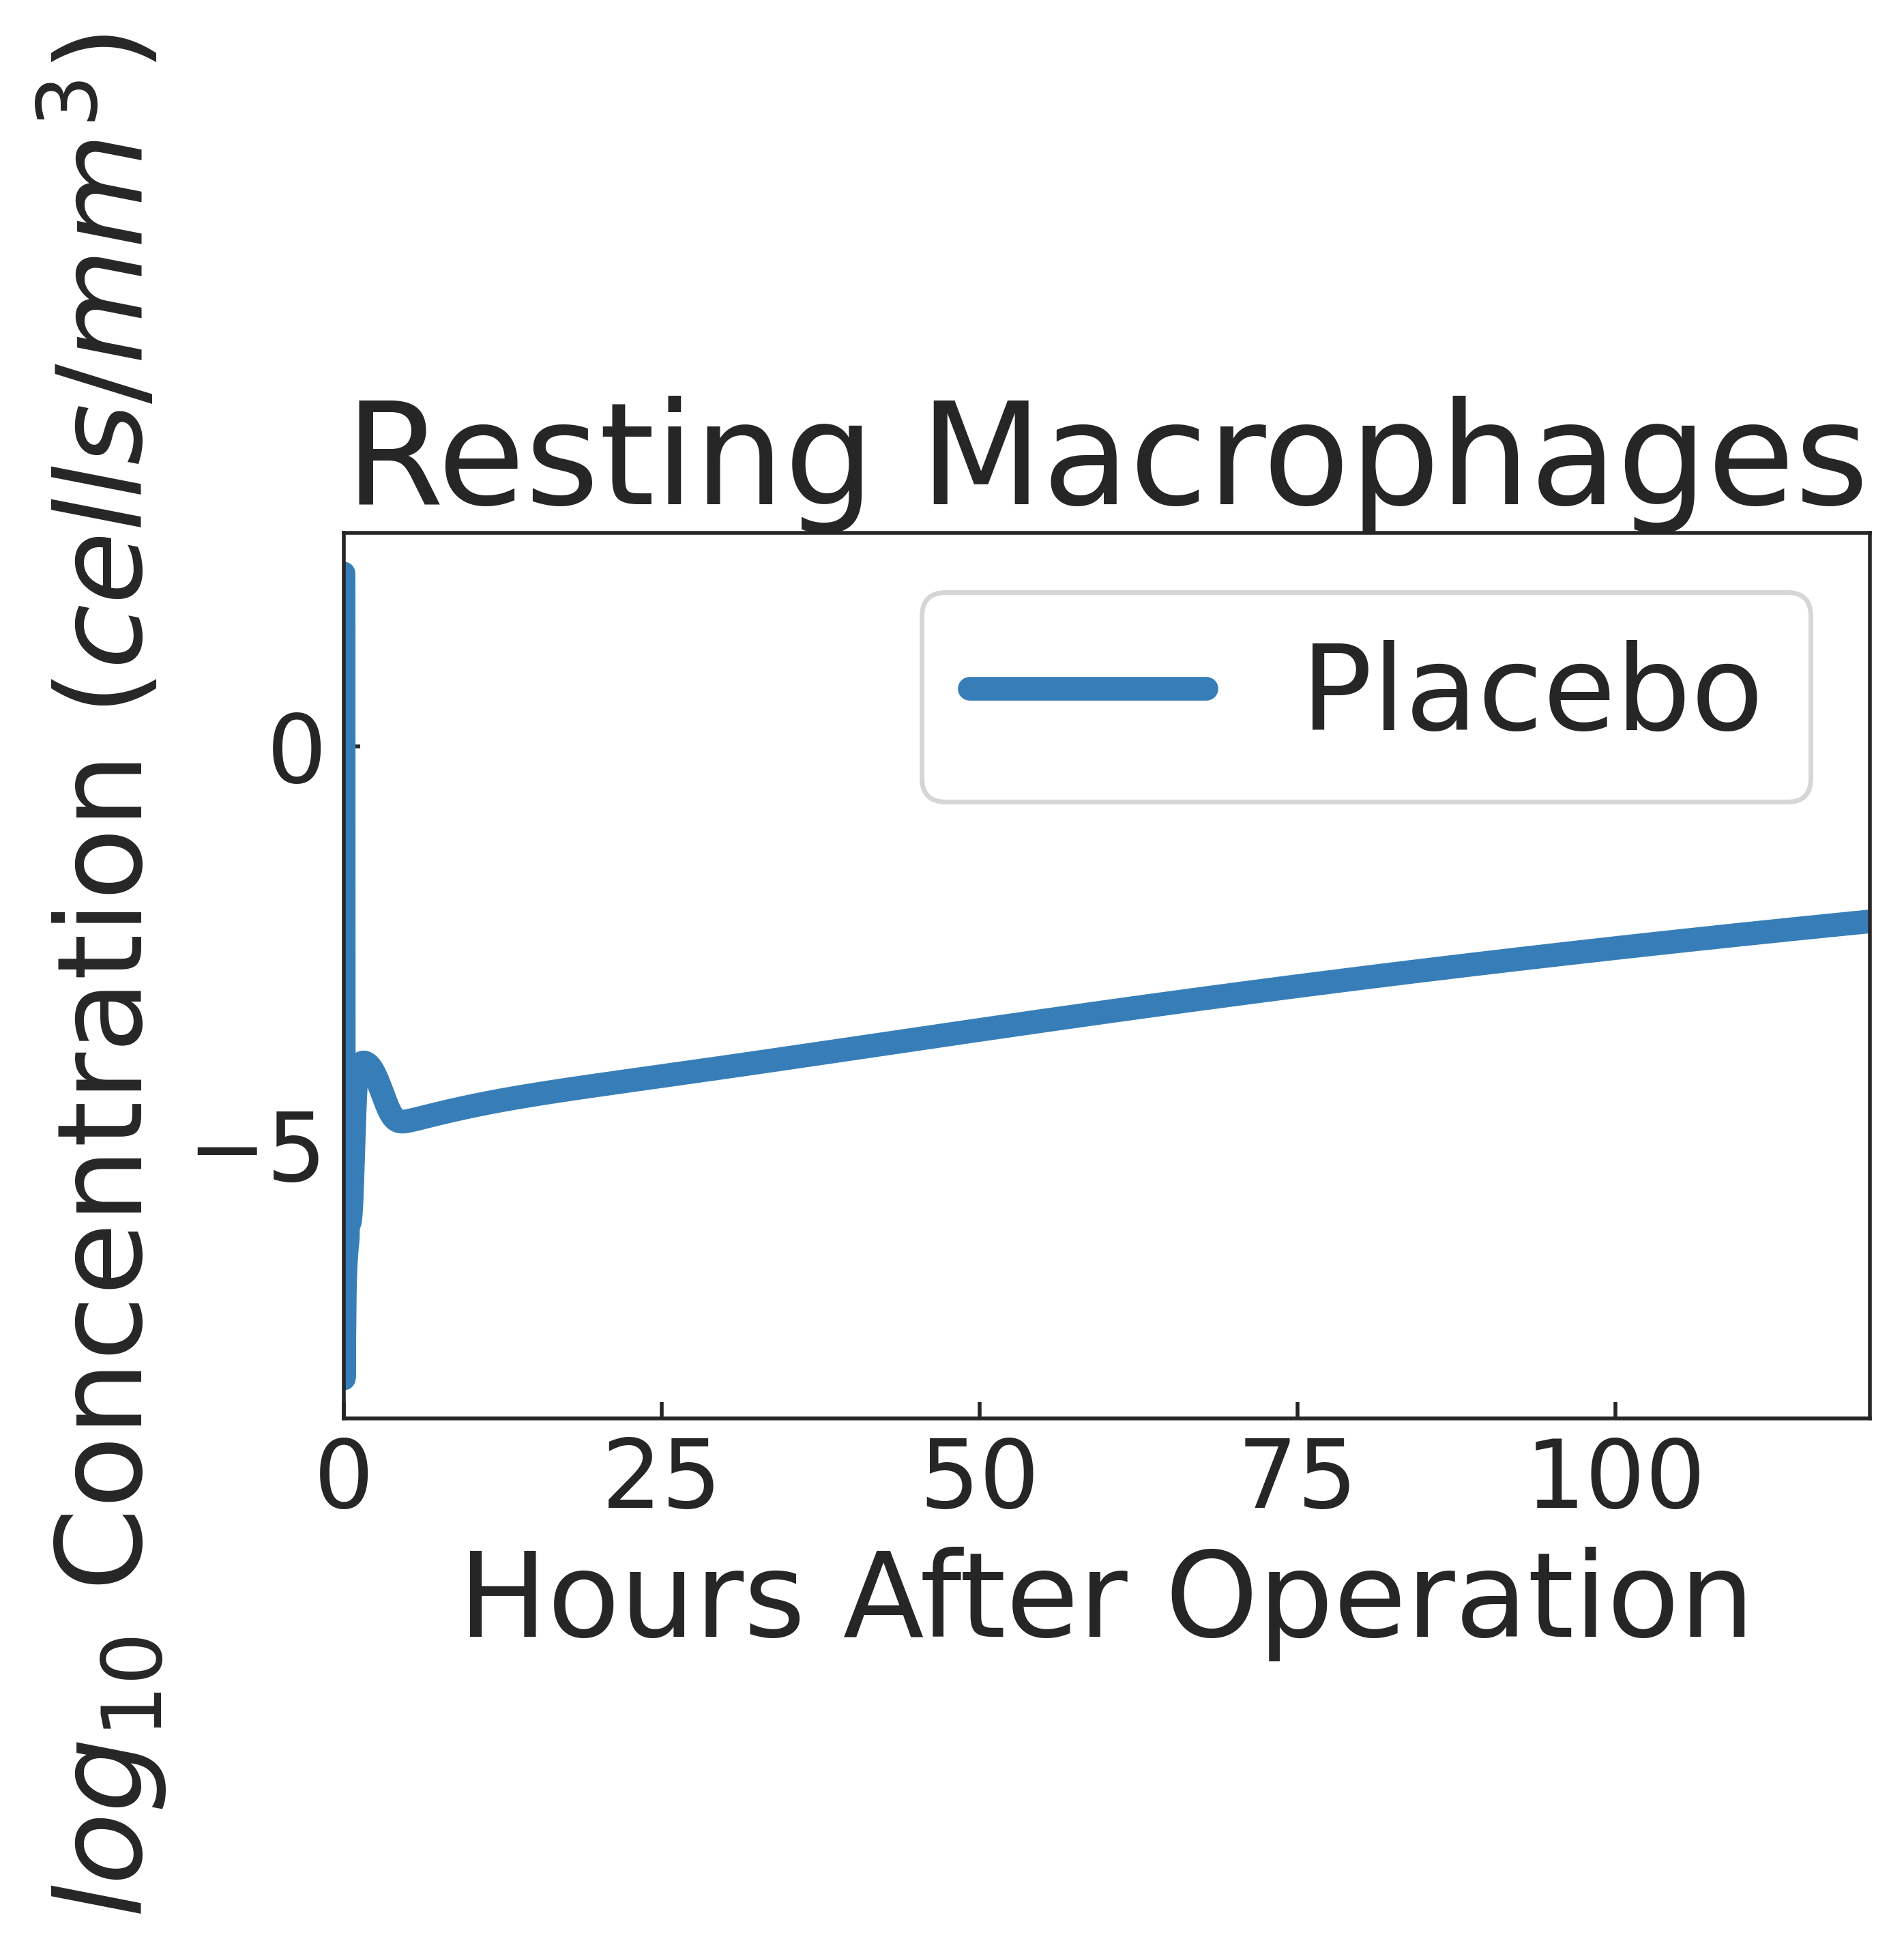 Resting Macrophages
log10 Concentration (cells/mm³)
Placebo
0
−5
0 25 50 75 100
Hours After Operation